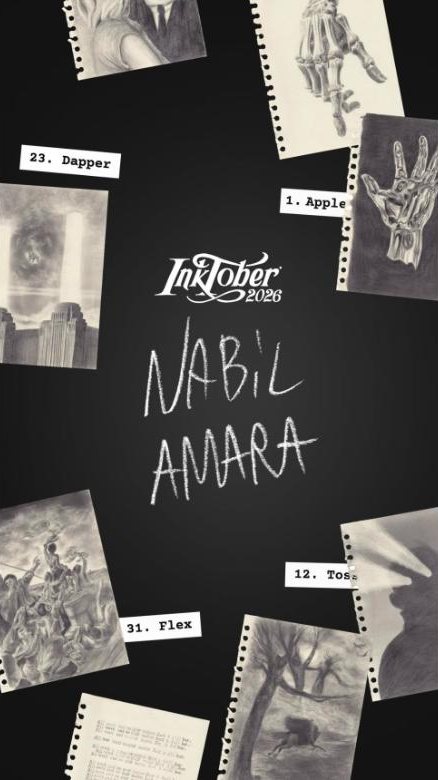 23. Dapper
1. Apple
InkTober
2026
NABiL
AMARA
12. Tos
31. Flex